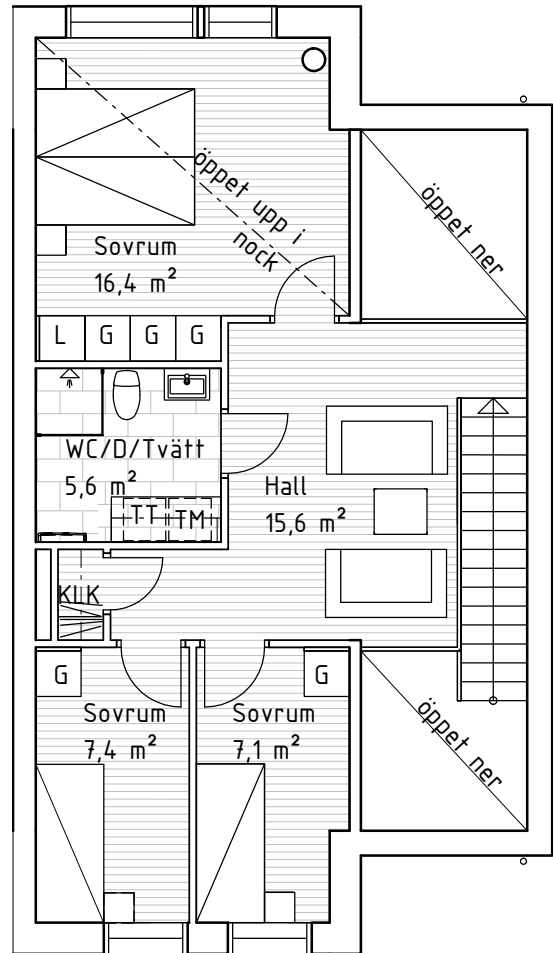 öppet upp i
nock
öppet ner
Sovrum
16,4 m²
L G G G
WC/D/Tvätt
5,6 m²
TT TM
Hall
15,6 m²
KLK
G
G
Sovrum
7,4 m²
Sovrum
7,1 m²
öppet ner